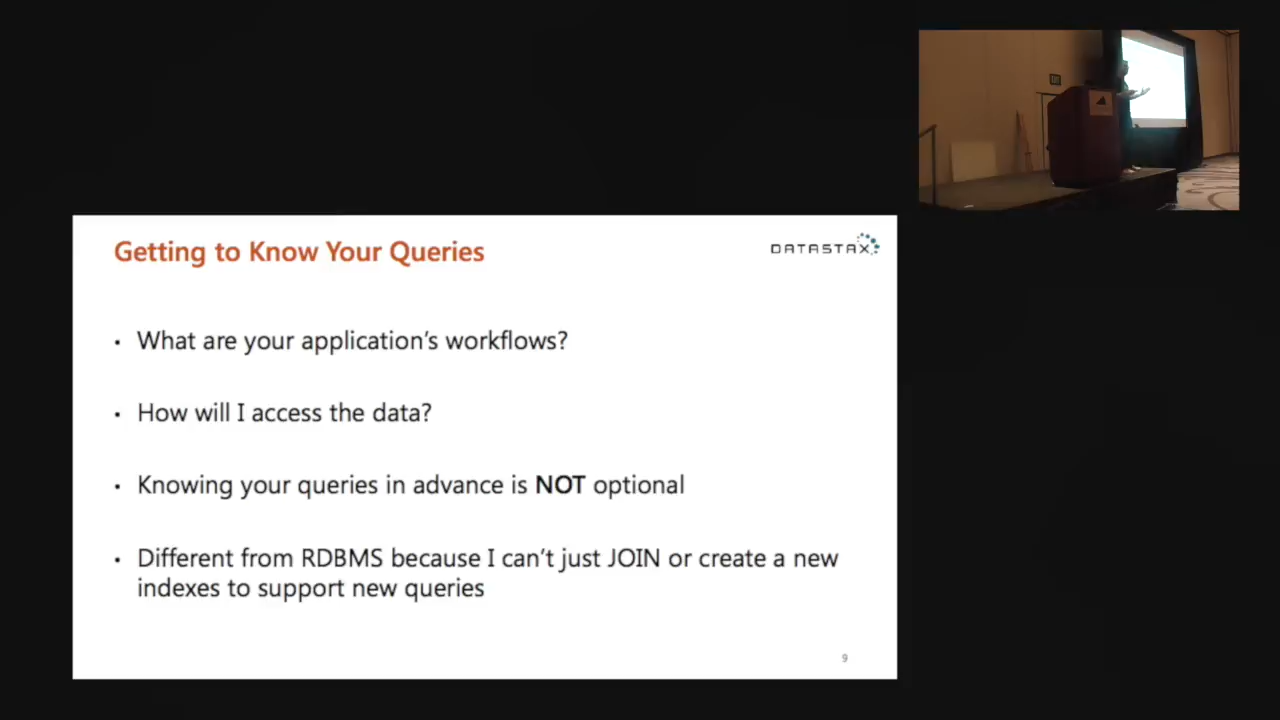 Getting to Know Your Queries
DATASTAX
• What are your application's workflows?
• How will I access the data?
• Knowing your queries in advance is NOT optional
• Different from RDBMS because I can't just JOIN or create a new
indexes to support new queries
9